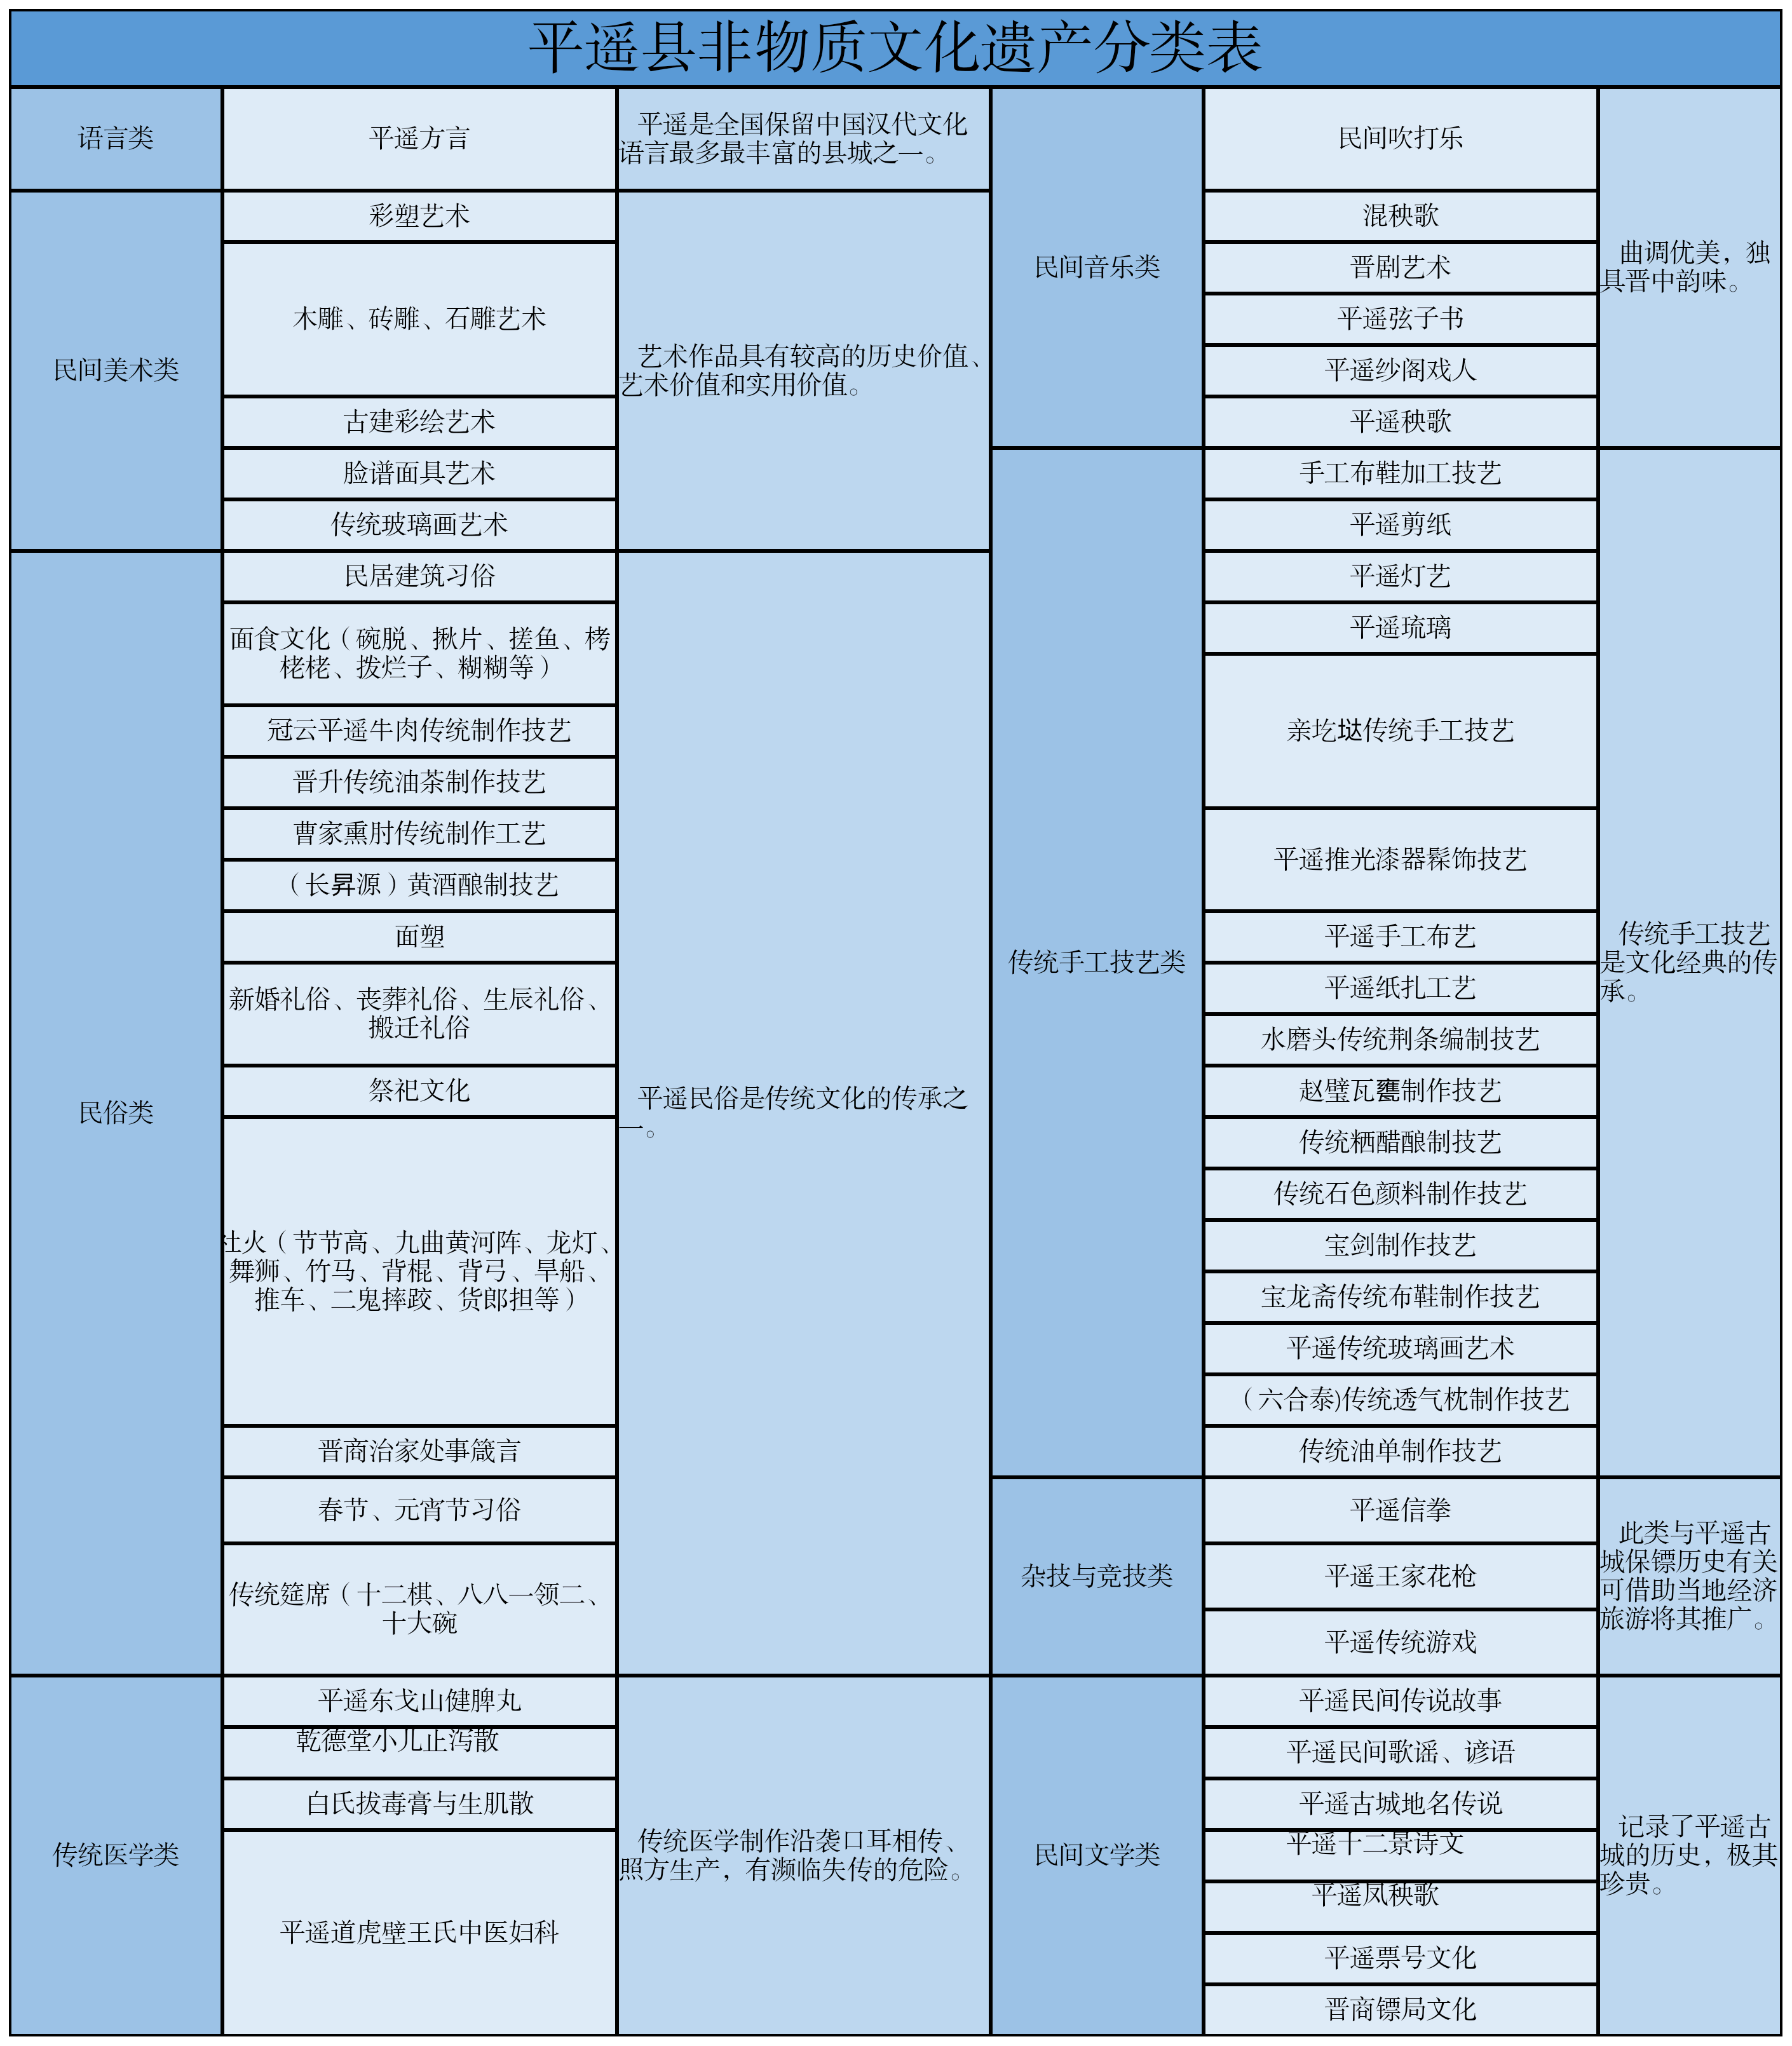 平遥县非物质文化遗产分类表
语言类
平遥方言
平遥是全国保留中国汉代文化
语言最多最丰富的县城之一。
民间美术类
彩塑艺术
木雕、砖雕、石雕艺术
古建彩绘艺术
脸谱面具艺术
传统玻璃画艺术
艺术作品具有较高的历史价值、
艺术价值和实用价值。
民俗类
民居建筑习俗
面食文化（碗脱、揪片、搓鱼、栲
栳栳、拨烂子、糊糊等）
冠云平遥牛肉传统制作技艺
晋升传统油茶制作技艺
曹家熏肘传统制作工艺
（长昇源）黄酒酿制技艺
面塑
新婚礼俗、丧葬礼俗、生辰礼俗、
搬迁礼俗
祭祀文化
社火（节节高、九曲黄河阵、龙灯、
舞狮、竹马、背棍、背弓、旱船、
推车、二鬼摔跤、货郎担等）
晋商治家处事箴言
春节、元宵节习俗
传统筵席（十二棋、八八一领二、
十大碗
平遥民俗是传统文化的传承之
一。
传统医学类
平遥东戈山健脾丸
乾德堂小儿止泻散
白氏拔毒膏与生肌散
平遥道虎壁王氏中医妇科
传统医学制作沿袭口耳相传、
照方生产，有濒临失传的危险。
民间音乐类
民间吹打乐
混秧歌
晋剧艺术
平遥弦子书
平遥纱阁戏人
平遥秧歌
曲调优美，独
具晋中韵味。
传统手工技艺类
手工布鞋加工技艺
平遥剪纸
平遥灯艺
平遥琉璃
亲圪垯传统手工技艺
平遥推光漆器髹饰技艺
平遥手工布艺
平遥纸扎工艺
水磨头传统荆条编制技艺
赵璧瓦甕制作技艺
传统粞醋酿制技艺
传统石色颜料制作技艺
宝剑制作技艺
宝龙斋传统布鞋制作技艺
平遥传统玻璃画艺术
（六合泰)传统透气枕制作技艺
传统油单制作技艺
传统手工技艺
是文化经典的传
承。
杂技与竞技类
平遥信拳
平遥王家花枪
平遥传统游戏
此类与平遥古
城保镖历史有关
可借助当地经济
旅游将其推广。
民间文学类
平遥民间传说故事
平遥民间歌谣、谚语
平遥古城地名传说
平遥十二景诗文
平遥凤秧歌
平遥票号文化
晋商镖局文化
记录了平遥古
城的历史，极其
珍贵。